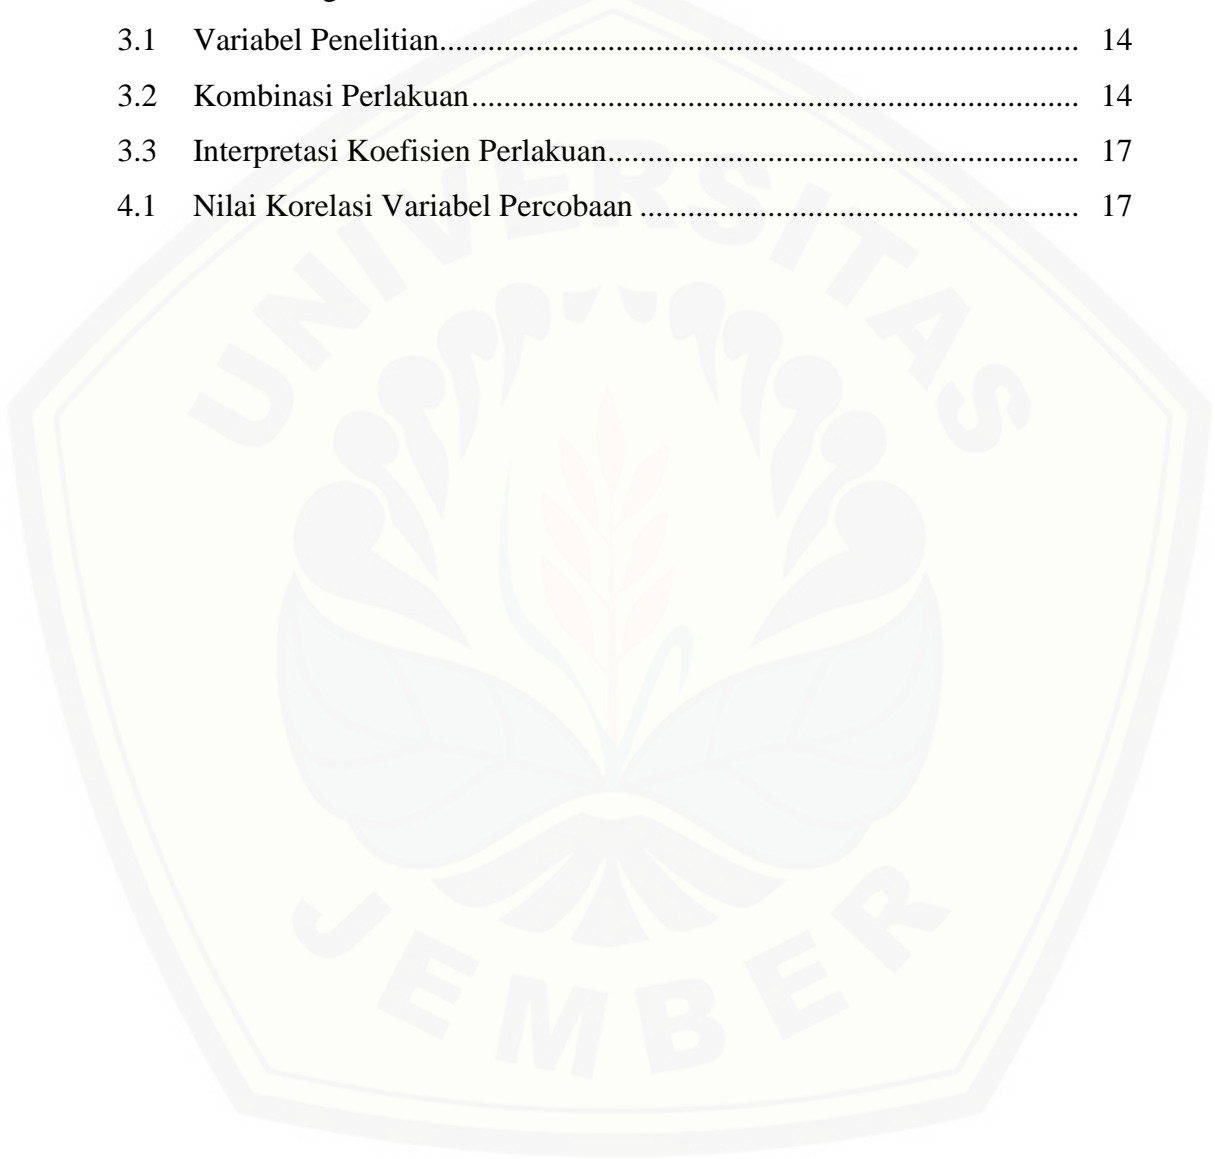 3.1 Variabel Penelitian................................................................................ 14
3.2 Kombinasi Perlakuan............................................................................ 14
3.3 Interpretasi Koefisien Perlakuan........................................................... 17
4.1 Nilai Korelasi Variabel Percobaan ....................................................... 17
UNIVERSITAS
JEMBER